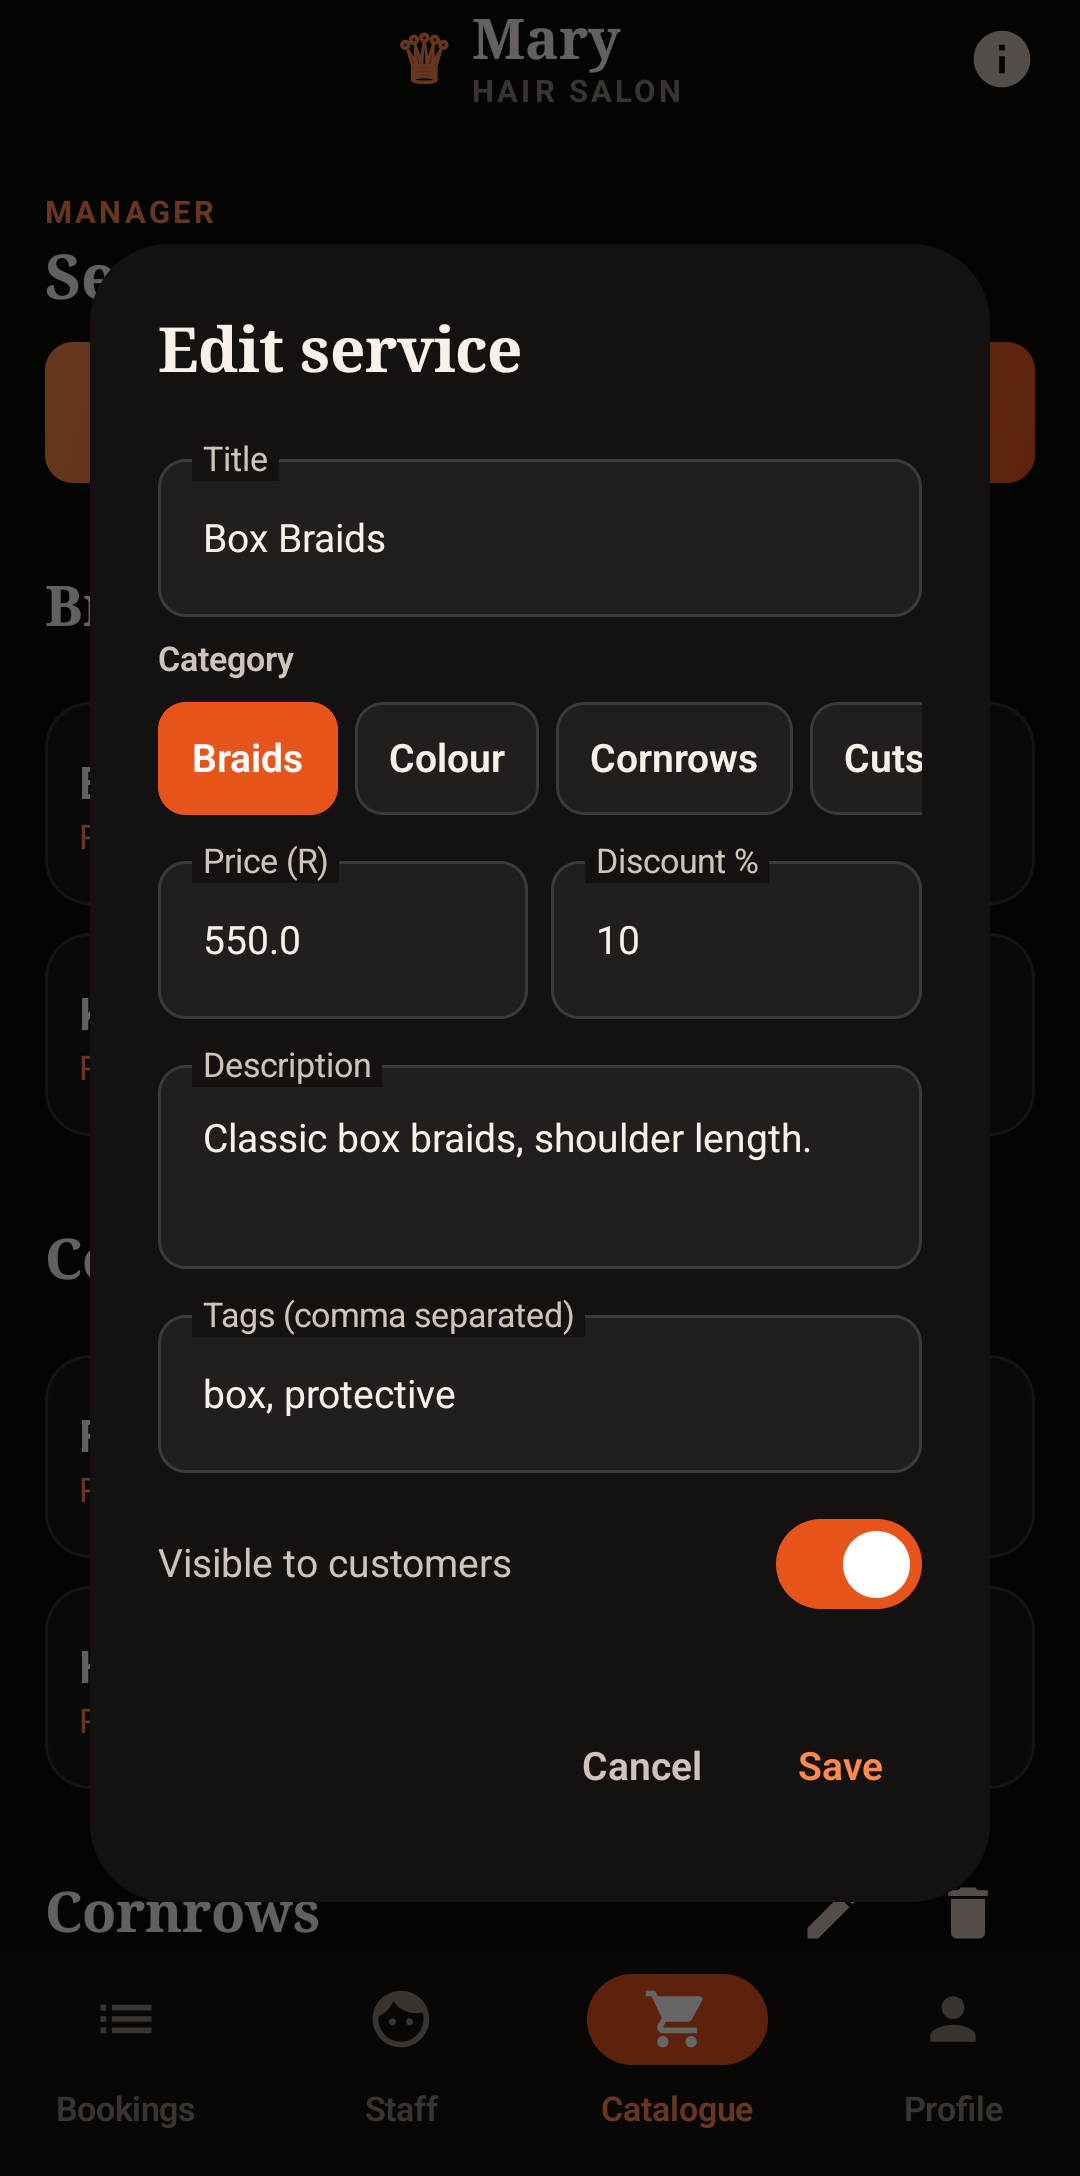 Mary
HAIR SALON
MANAGER
Edit service
Title
Box Braids
Category
Braids Colour Cornrows Cuts
Price (R) Discount %
550.0 10
Description
Classic box braids, shoulder length.
Tags (comma separated)
box, protective
Visible to customers
Cancel Save
Cornrows
Bookings Staff Catalogue Profile